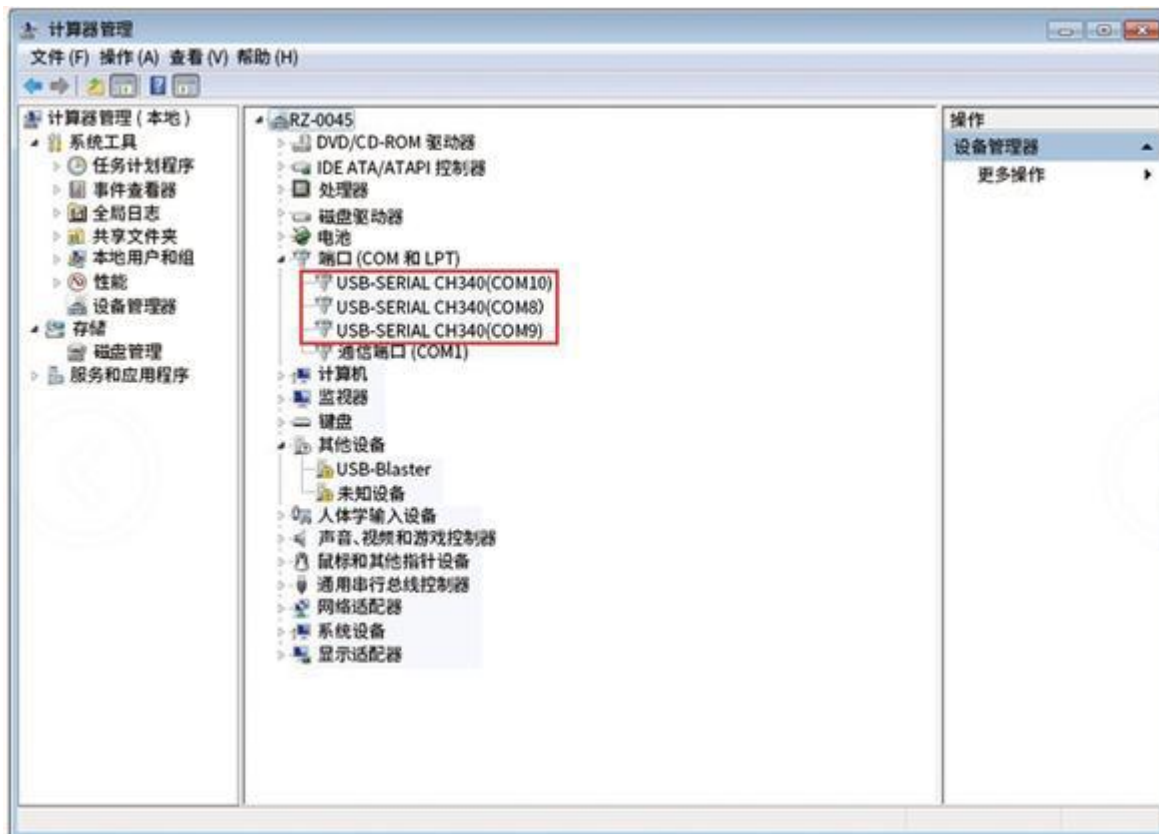 计算器管理
文件(F) 操作(A) 查看(V) 帮助(H)
计算器管理(本地)
系统工具
任务计划程序
事件查看器
全局日志
共享文件夹
本地用户和组
性能
设备管理器
存储
磁盘管理
服务和应用程序
RZ-0045
DVD/CD-ROM 驱动器
IDE ATA/ATAPI 控制器
处理器
磁盘驱动器
电池
端口(COM 和 LPT)
USB-SERIAL CH340(COM10)
USB-SERIAL CH340(COM8)
USB-SERIAL CH340(COM9)
通信端口(COM1)
计算机
监视器
键盘
其他设备
USB-Blaster
未知设备
人体学输入设备
声音、视频和游戏控制器
鼠标和其他指针设备
通用串行总线控制器
网络适配器
系统设备
显示适配器
操作
设备管理器
更多操作